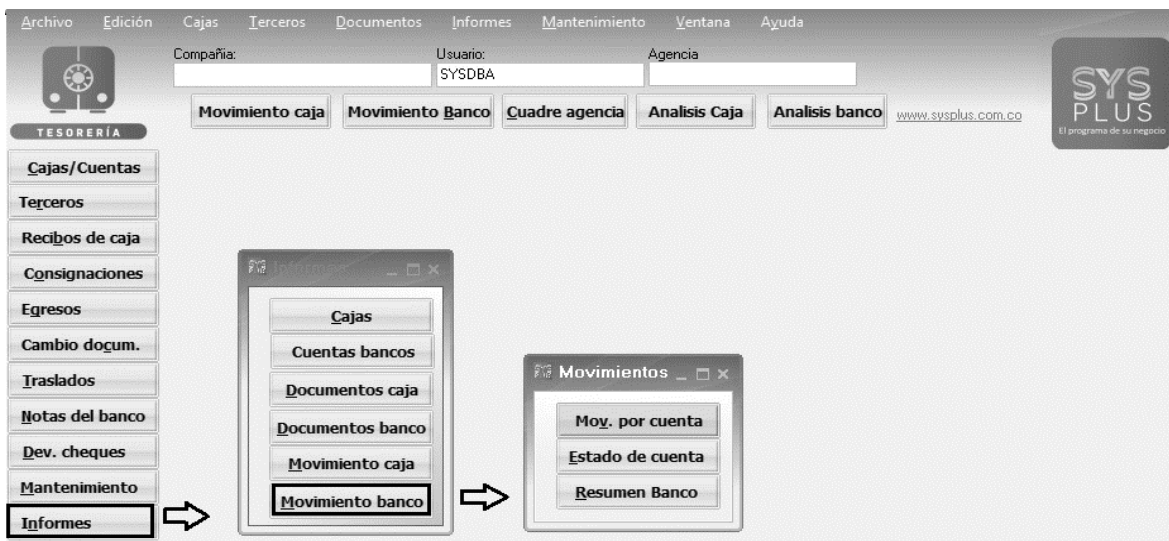 Archivo Edición Cajas Terceros Documentos Informes Mantenimiento Ventana Ayuda
Compañia: Usuario: Agencia
SYSDBA
Movimiento caja Movimiento Banco Cuadre agencia Analisis Caja Analisis banco www.sysplus.com.co
SYS
PLUS
El programa de su negocio
TESORERÍA
Cajas/Cuentas
Terceros
Recibos de caja
Consignaciones
Egresos
Cambio docum.
Traslados
Notas del banco
Dev. cheques
Mantenimiento
Informes
Informes
Cajas
Cuentas bancos
Documentos caja
Documentos banco
Movimiento caja
Movimiento banco
Movimientos
Mov. por cuenta
Estado de cuenta
Resumen Banco